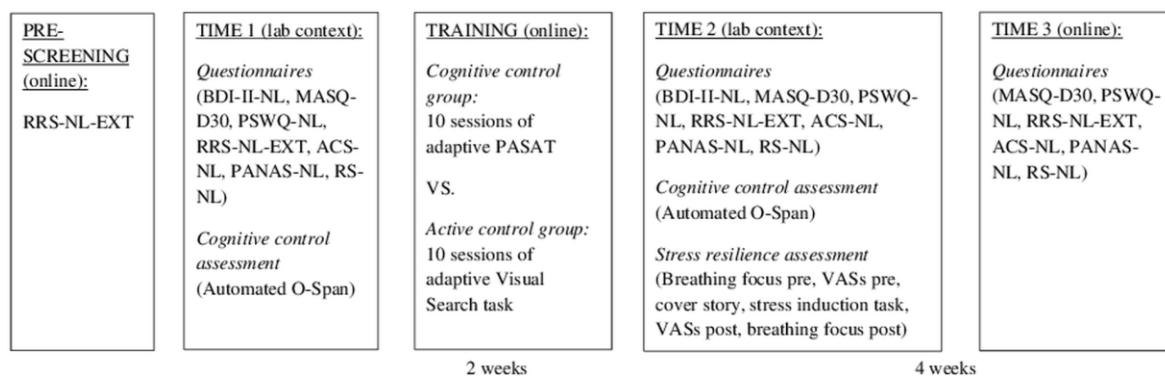 PRE-
SCREENING
(online):
RRS-NL-EXT
TIME 1 (lab context):
Questionnaires
(BDI-II-NL, MASQ-
D30, PSWQ-NL,
RRS-NL-EXT, ACS-
NL, PANAS-NL, RS-
NL)
Cognitive control
assessment
(Automated O-Span)
TRAINING (online):
Cognitive control
group:
10 sessions of
adaptive PASAT
VS.
Active control group:
10 sessions of
adaptive Visual
Search task
TIME 2 (lab context):
Questionnaires
(BDI-II-NL, MASQ-D30, PSWQ-
NL, RRS-NL-EXT, ACS-NL,
PANAS-NL, RS-NL)
Cognitive control assessment
(Automated O-Span)
Stress resilience assessment
(Breathing focus pre, VASs pre,
cover story, stress induction task,
VASs post, breathing focus post)
TIME 3 (online):
Questionnaires
(MASQ-D30, PSWQ-
NL, RRS-NL-EXT,
ACS-NL, PANAS-
NL, RS-NL)
2 weeks
4 weeks